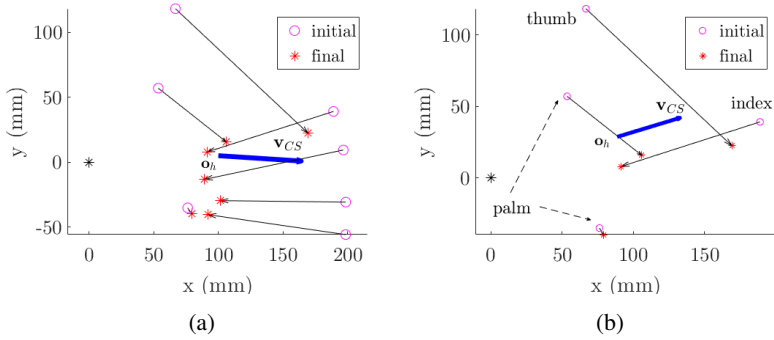 initial
final
100
50
0
-50
y (mm)
o_h
v_CS
0
50
100
150
200
x (mm)
(a)
thumb
initial
final
100
50
0
y (mm)
v_CS
index
o_h
palm
0
50
100
150
x (mm)
(b)